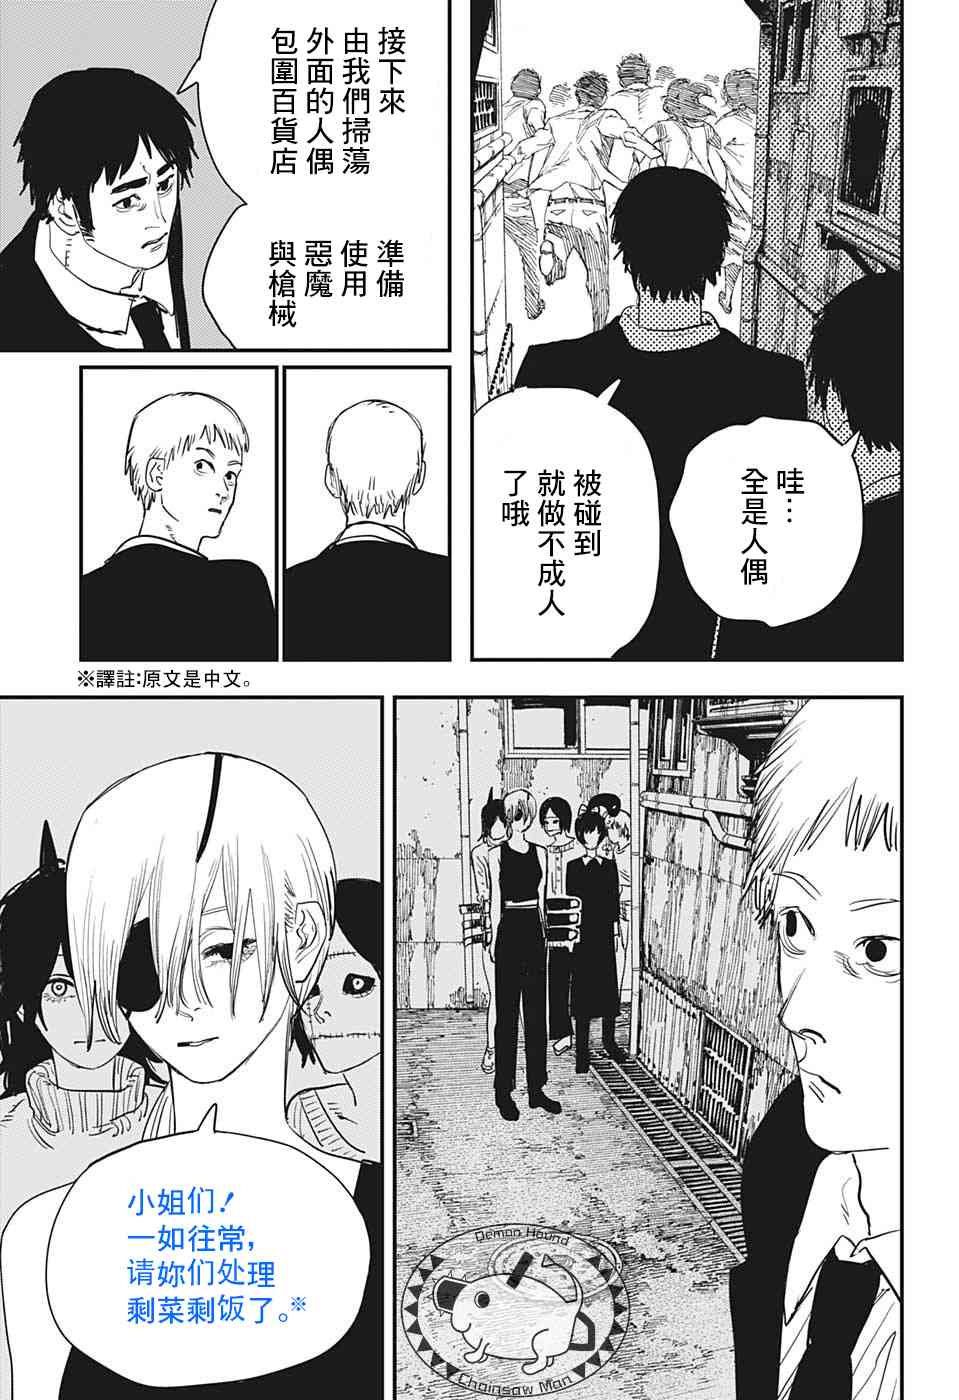 哇…
全是人偶
被碰到
就做不成人
了哦
接下來
由我們掃蕩
外面的人偶
包圍百貨店
準備
使用
惡魔
與槍械
※譯註:原文是中文。
小姐们!
一如往常,
请妳们处理
剩菜剩饭了。※
Demon Hound
Chainsaw Man